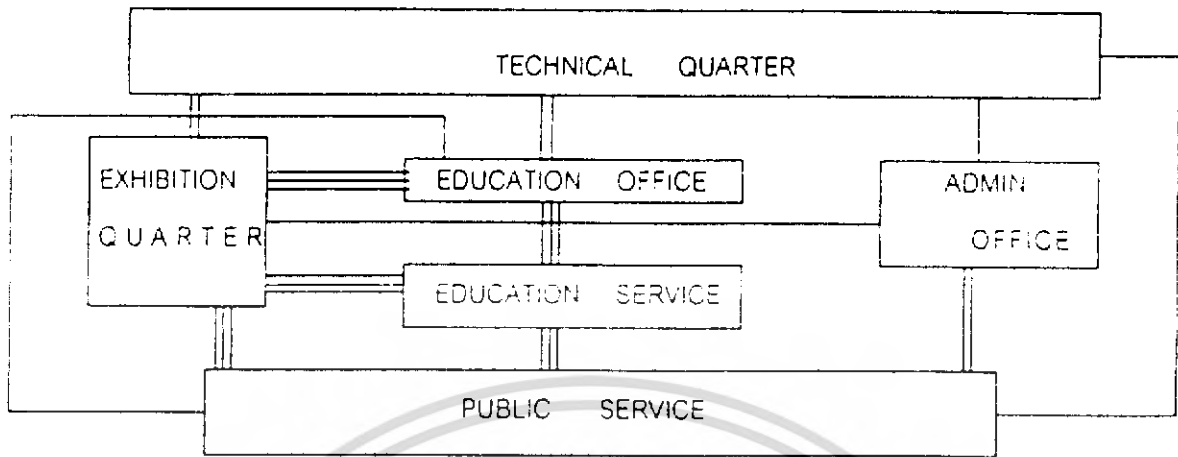 TECHNICAL QUARTER
EXHIBITION
QUARTER
EDUCATION OFFICE
ADMIN
OFFICE
EDUCATION SERVICE
PUBLIC SERVICE